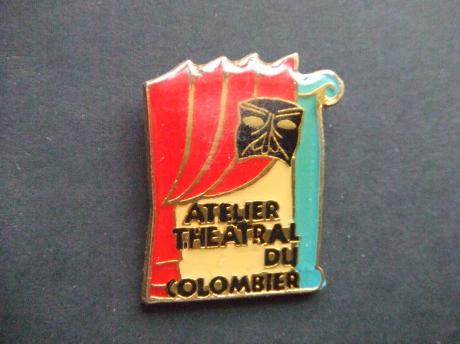 ATELIER
THEATRAL
DU
COLOMBIER